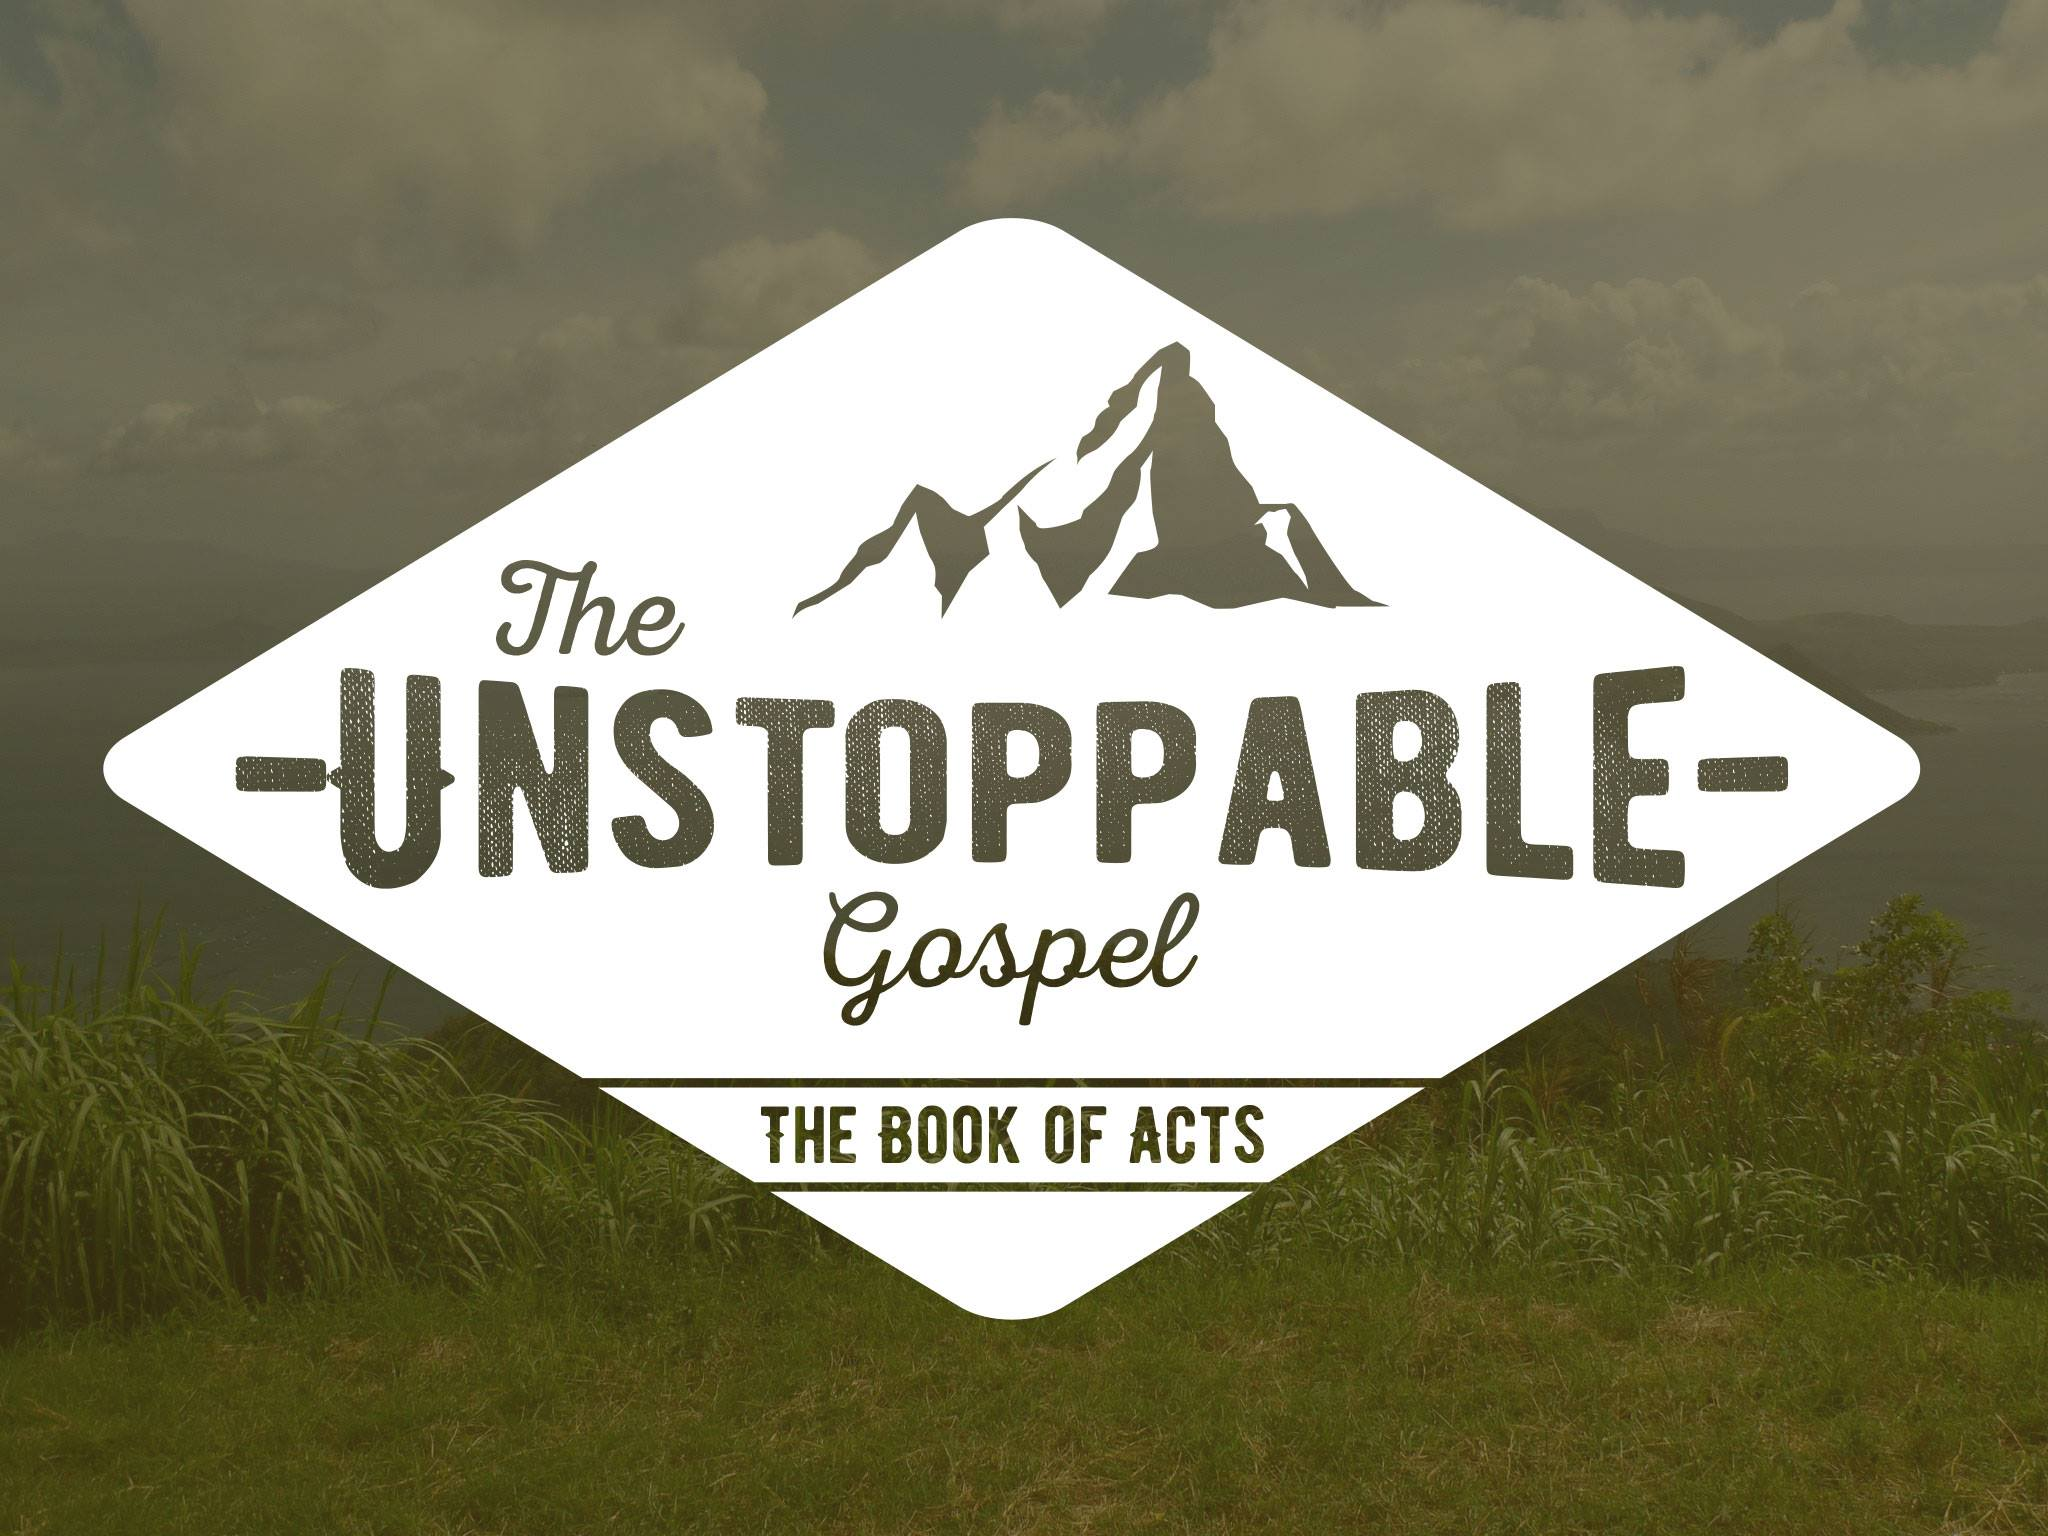 The
UNSTOPPABLE
Gospel
THE BOOK OF ACTS